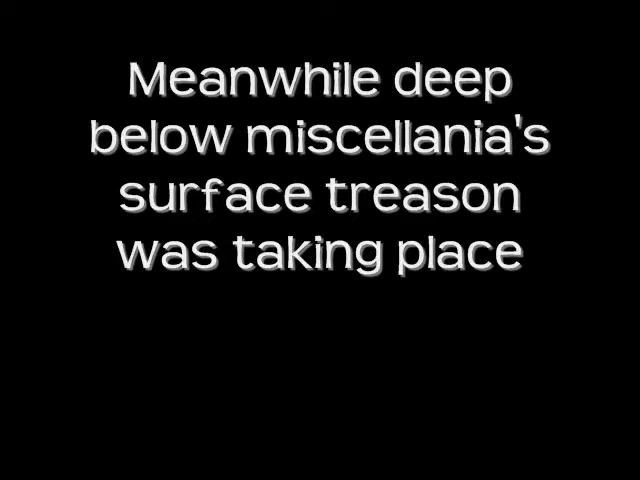 Meanwhile deep
below miscellania's
surface treason
was taking place